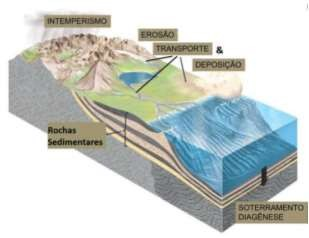 INTEMPERISMO
EROSÃO
TRANSPORTE &
DEPOSIÇÃO
Rochas
Sedimentares
SOTERRAMENTO
DIAGÊNESE